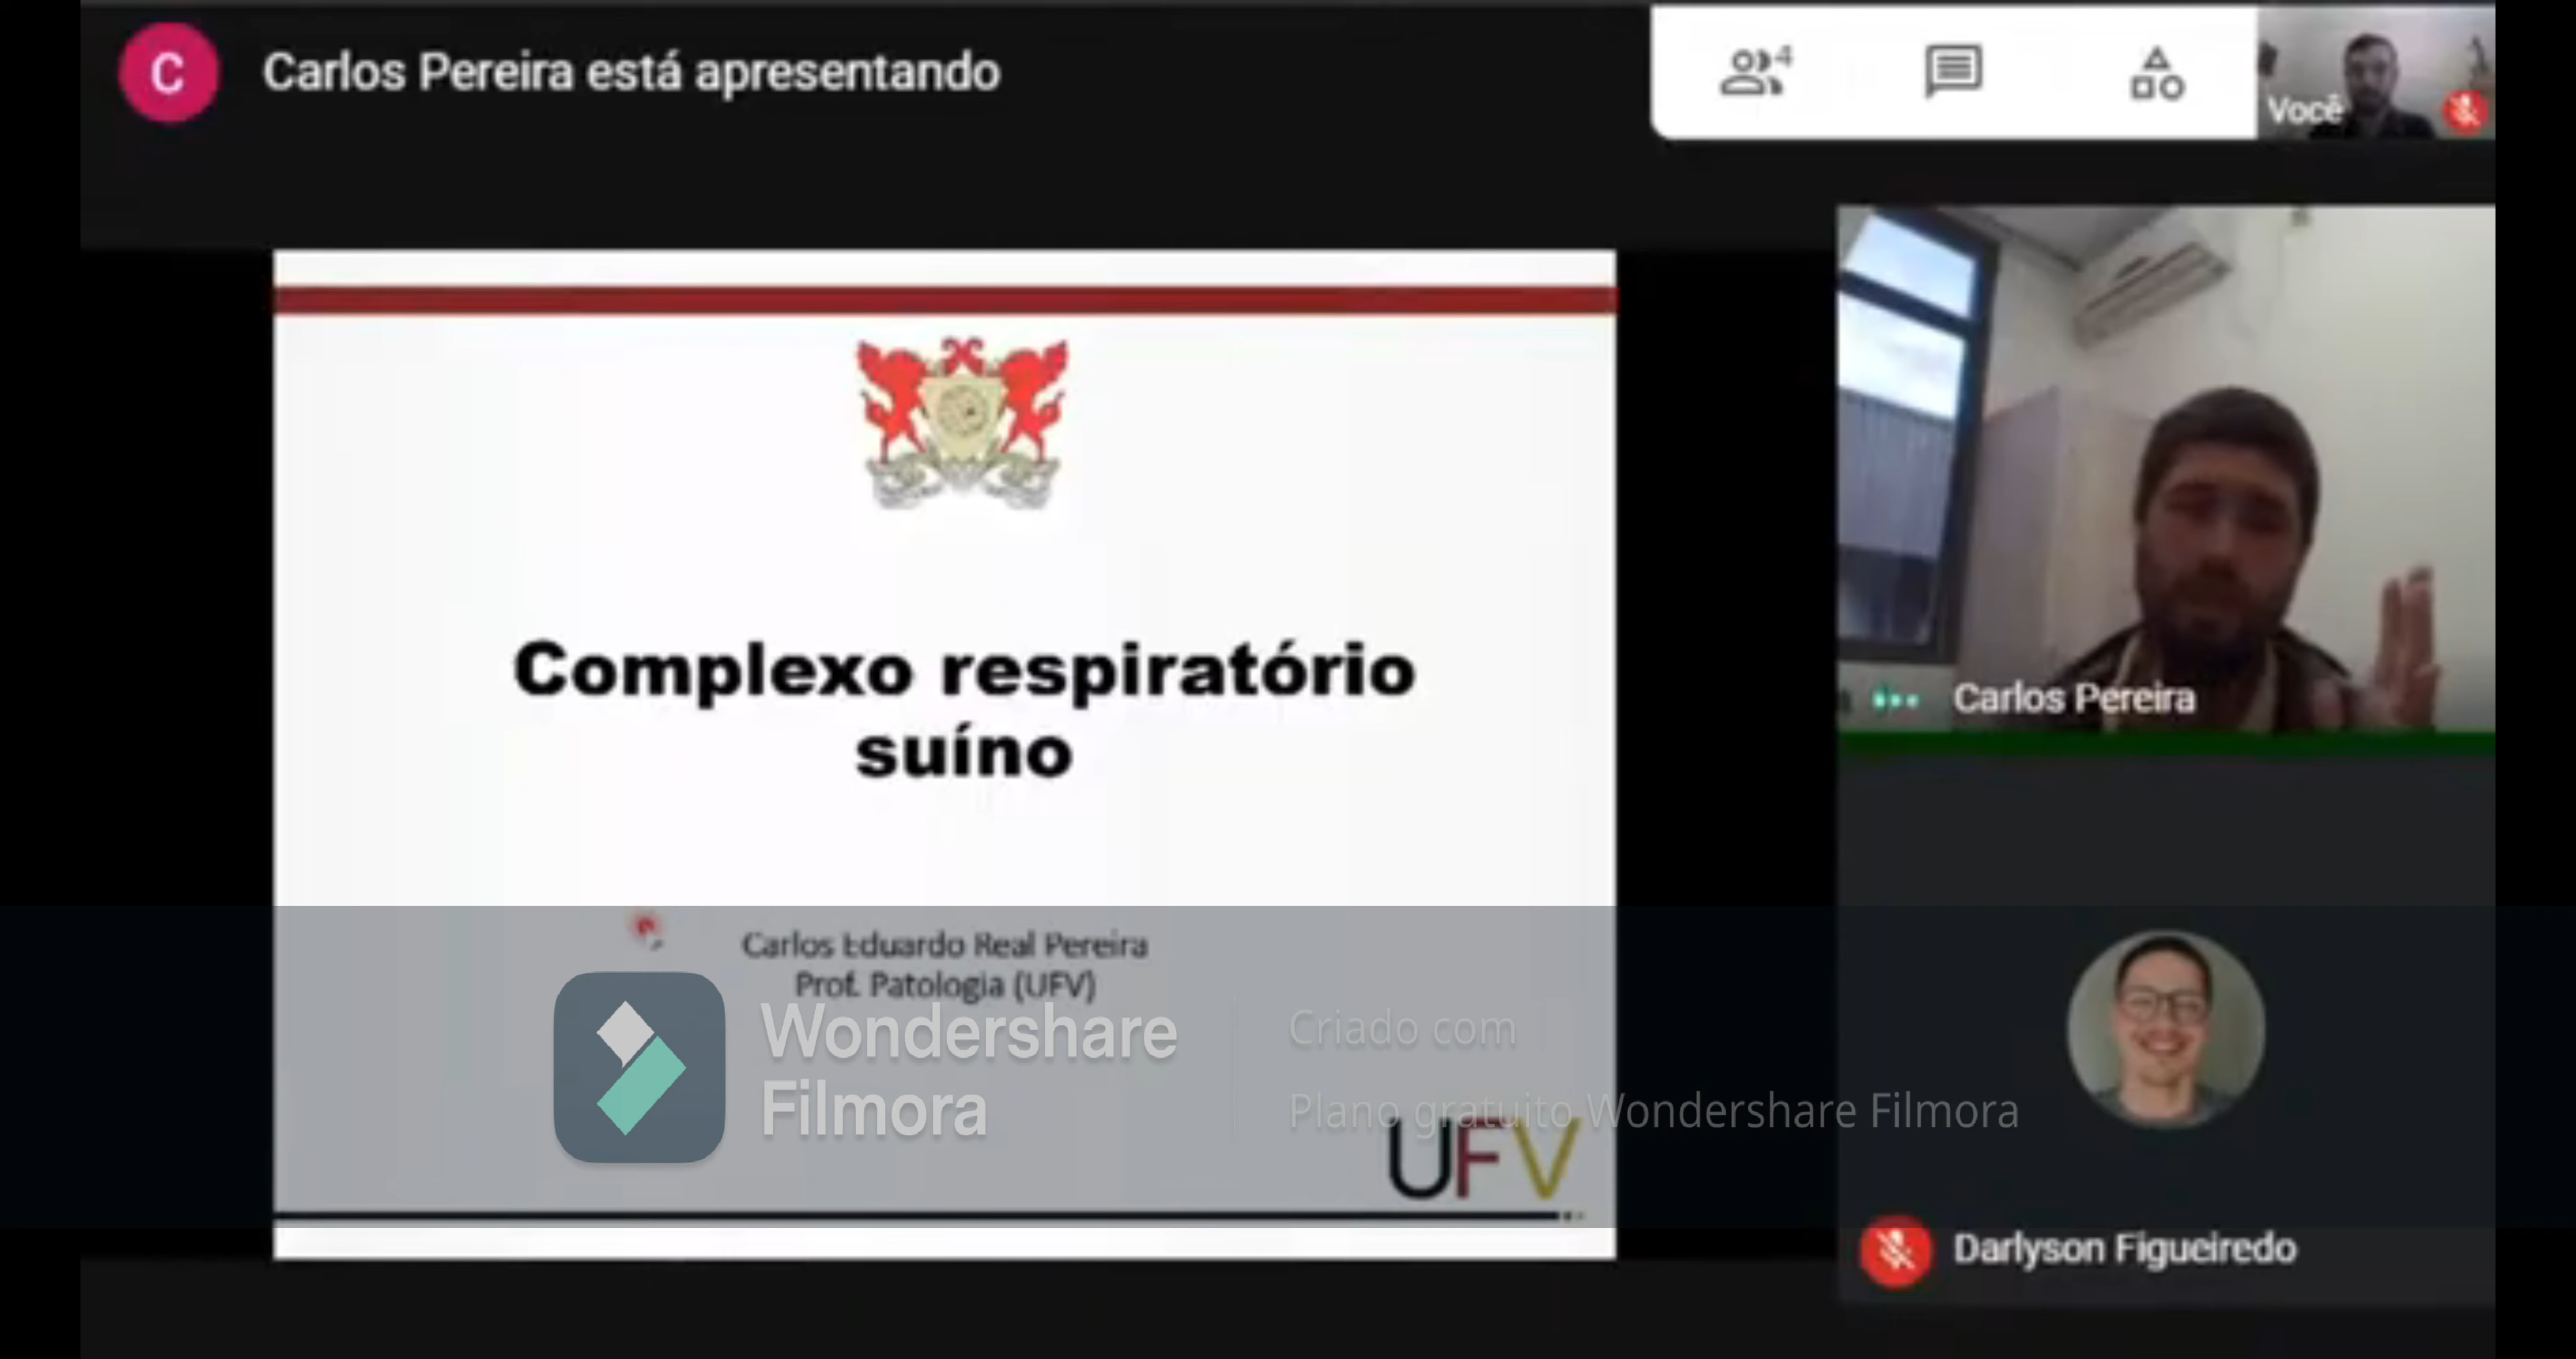 C
Carlos Pereira está apresentando
4
Você
Complexo respiratório
suíno
Carlos Eduardo Real Pereira
Prof. Patologia (UFV)
Wondershare
Filmora
Criado com
Plano gratuito Wondershare Filmora
UFV
Carlos Pereira
Darlyson Figueiredo